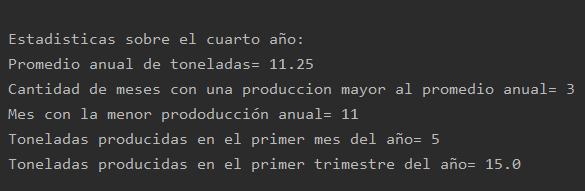 Estadisticas sobre el cuarto año:
Promedio anual de toneladas= 11.25
Cantidad de meses con una produccion mayor al promedio anual= 3
Mes con la menor prododucción anual= 11
Toneladas producidas en el primer mes del año= 5
Toneladas producidas en el primer trimestre del año= 15.0